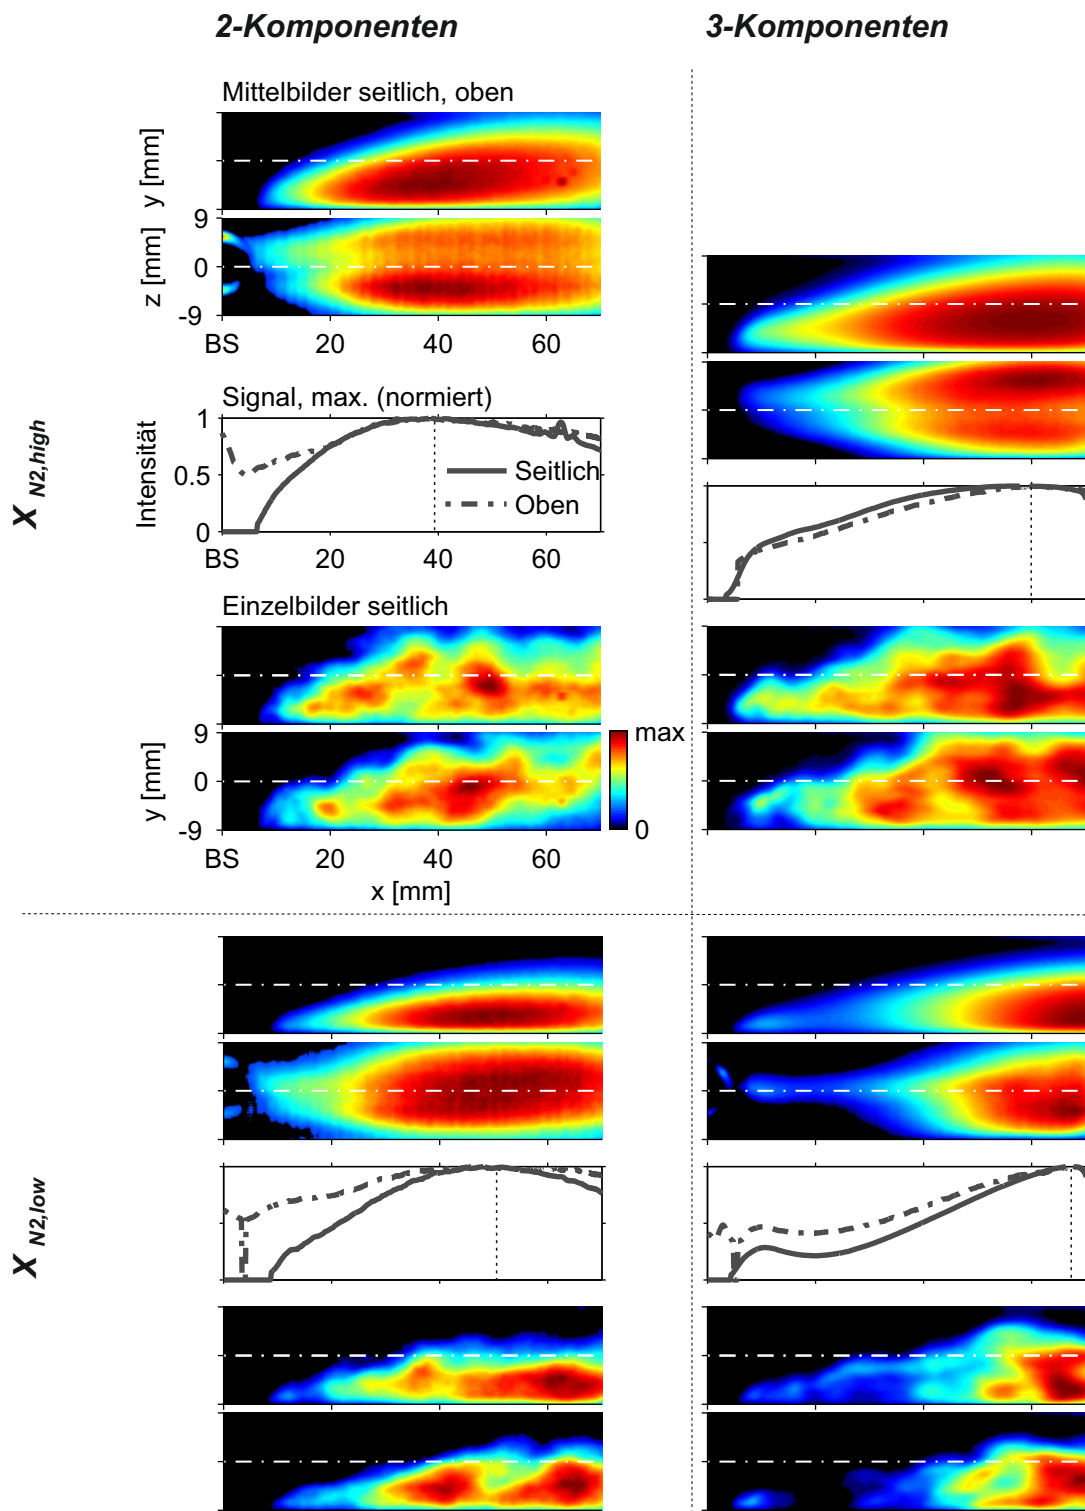 2-Komponenten
3-Komponenten
Mittelbilder seitlich, oben
y [mm]
9
z [mm]
0
-9
BS 20 40 60
X N2,high
Signal, max. (normiert)
1
Intensität
0.5
0
Seitlich
Oben
BS 20 40 60
Einzelbilder seitlich
9
y [mm]
0
-9
max
0
BS 20 40 60
x [mm]
X N2,low